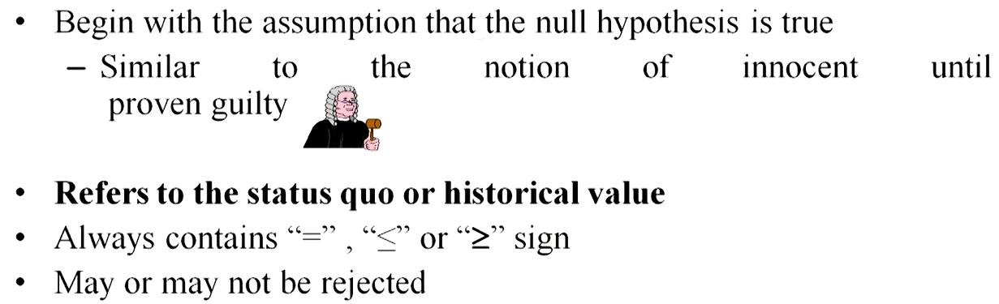 • Begin with the assumption that the null hypothesis is true
– Similar to the notion of innocent until
proven guilty
• Refers to the status quo or historical value
• Always contains “=” , “≤” or “≥” sign
• May or may not be rejected